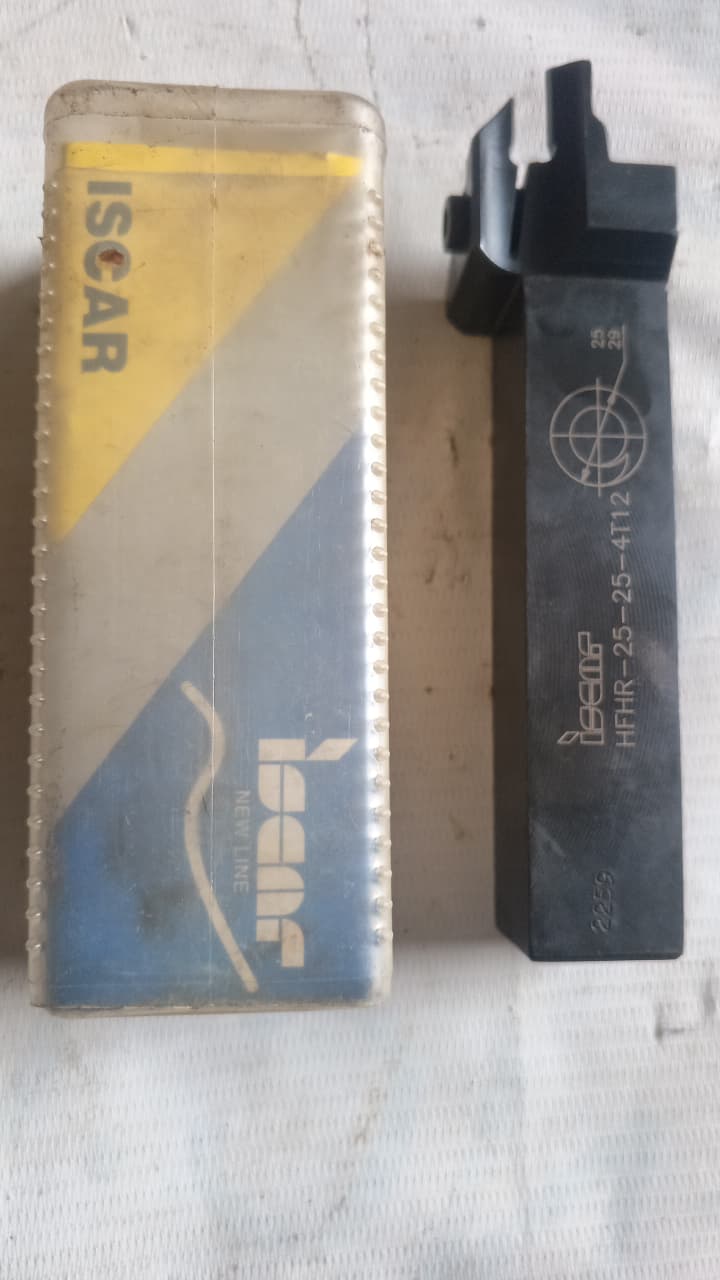 ISCAR
iscar
NEW LINE
25
29
iscar
HFHR-25-25-4T12
2259